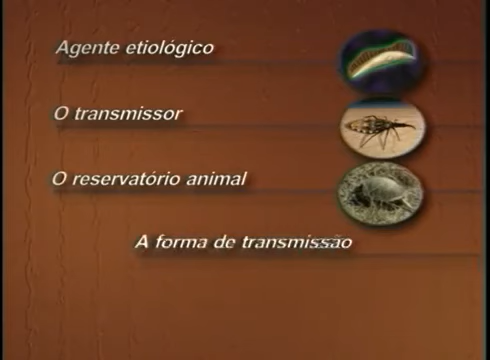 Agente etiológico
O transmissor
O reservatório animal
A forma de transmissão